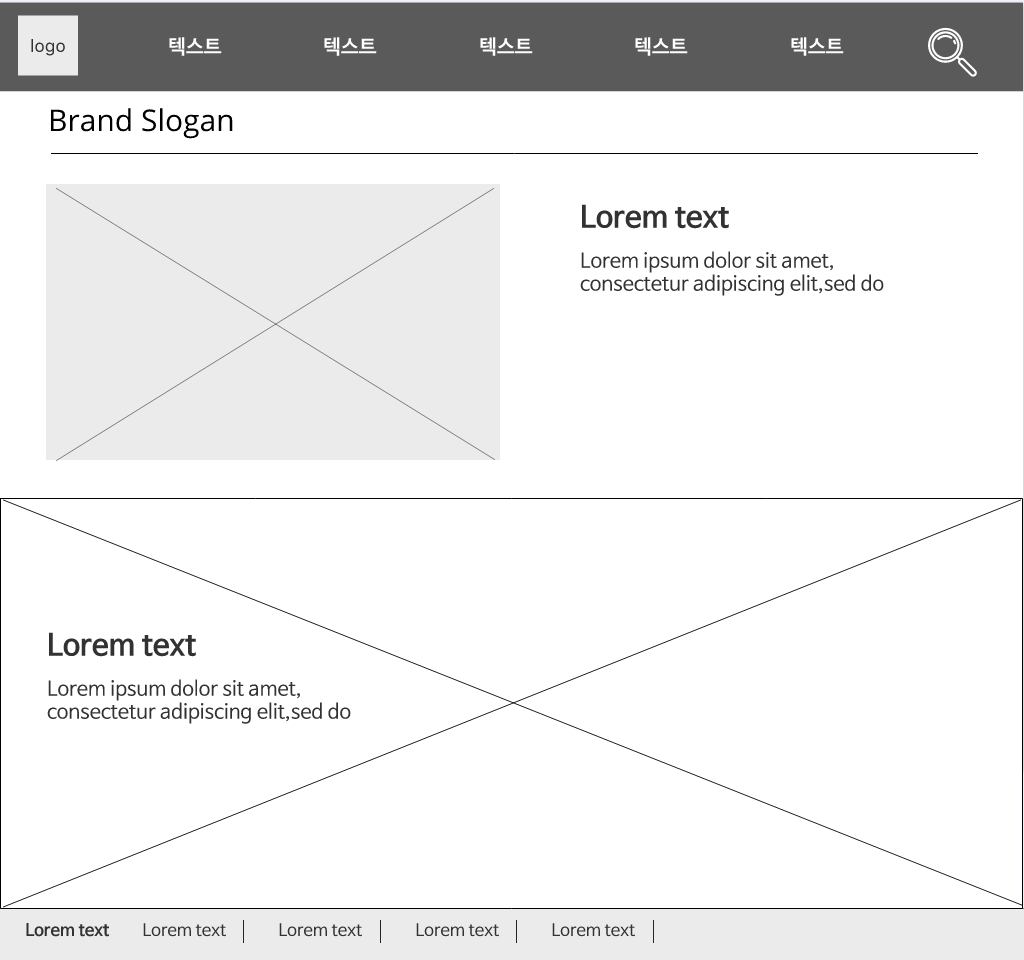 logo
텍스트 텍스트 텍스트 텍스트 텍스트
Brand Slogan
Lorem text
Lorem ipsum dolor sit amet,
consectetur adipiscing elit,sed do
Lorem text
Lorem ipsum dolor sit amet,
consectetur adipiscing elit,sed do
Lorem text Lorem text Lorem text Lorem text Lorem text